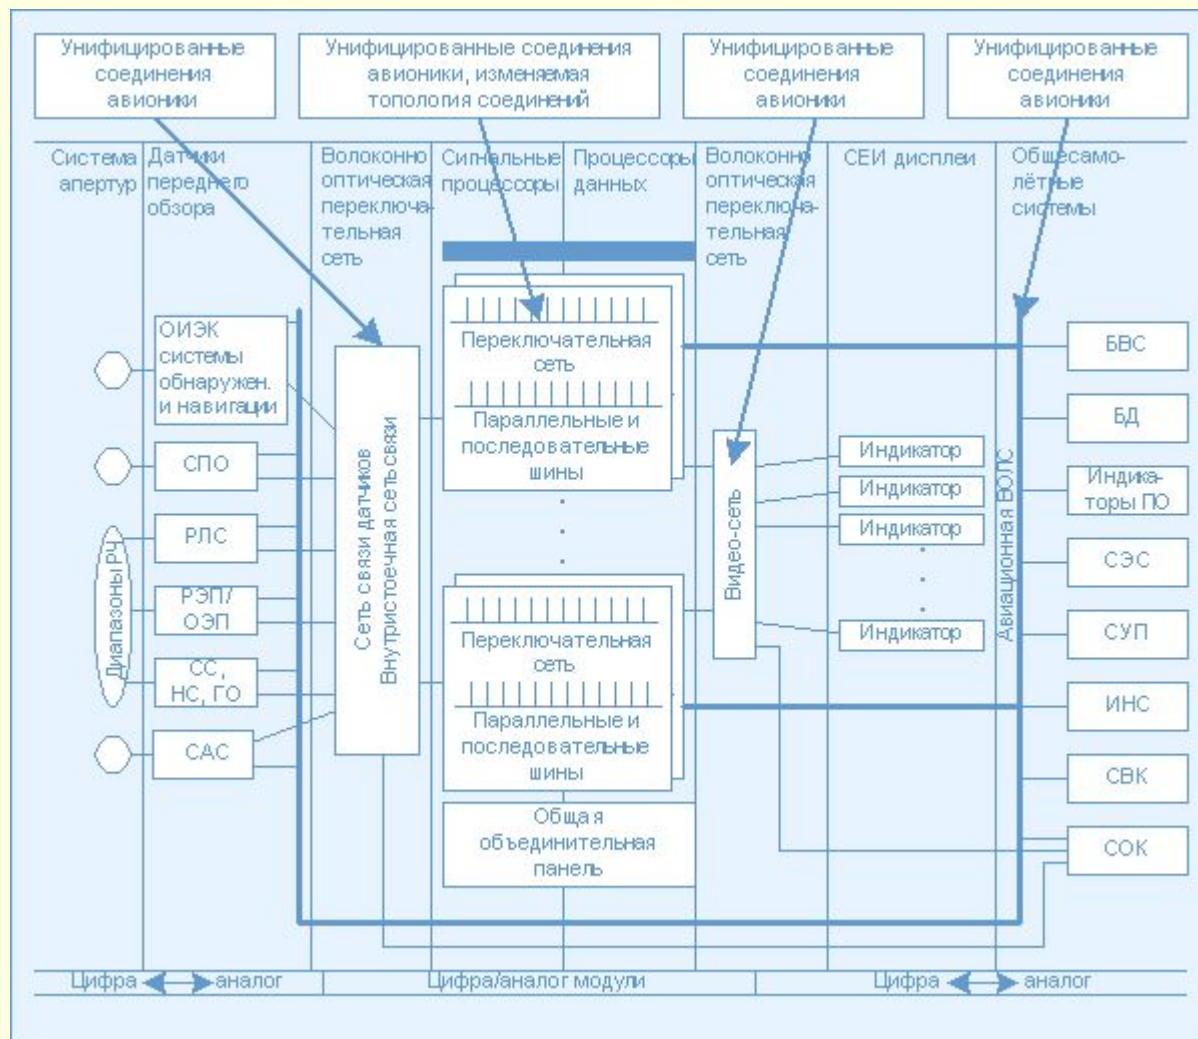 Унифицированные
соединения
авионики
Унифицированные соединения
авионики, изменяемая
топология соединений
Унифицированные
соединения
авионики
Унифицированные
соединения
авионики
Система
апертур
Датчики
переднего
обзора
Волоконно
оптическая
переключа-
тельная
сеть
Сигнальные
процессоры
Процессоры
данных
Волоконно
оптическая
переключа-
тельная
сеть
СЕИ дисплеи
Общесамо-
лётные
системы
ОИЭК
системы
обнаружен.
и навигации
СПО
РЛС
РЭП/
ОЭП
СС,
НС, ГО
САС
Диапазоны РЧ
Сеть связи датчиков
Внутристоечная сеть связи
Переключательная
сеть
Параллельные и
последовательные
шины
Переключательная
сеть
Параллельные и
последовательные
шины
Общая
объединительная
панель
Видео-сеть
Индикатор
Индикатор
Индикатор
Индикатор
Авиационная ВОЛС
БВС
БД
Индика-
торы ПО
СЭС
СУП
ИНС
СВК
СОК
Цифра аналог
Цифра/аналог модули
Цифра аналог